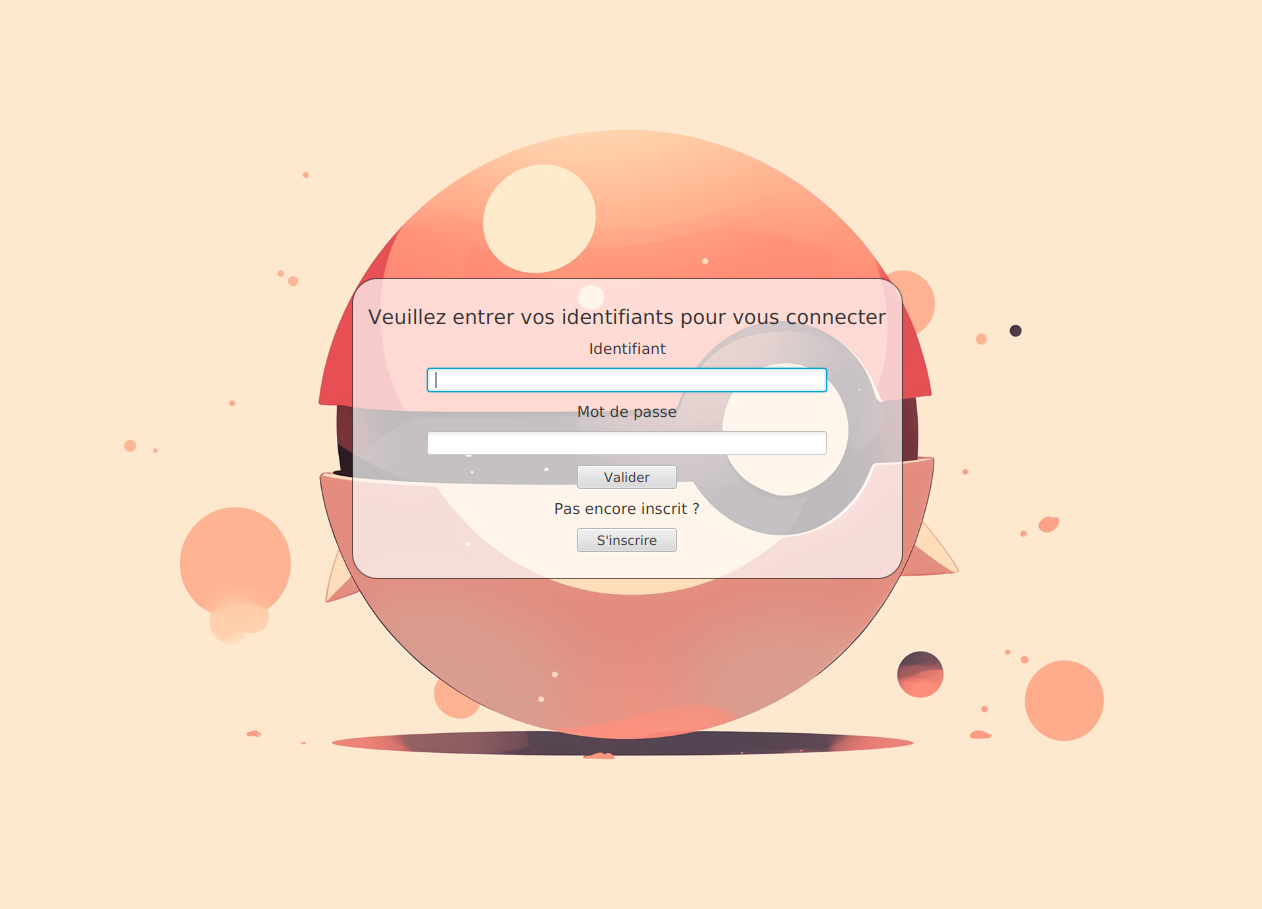 Veuillez entrer vos identifiants pour vous connecter
Identifiant
Mot de passe
Valider
Pas encore inscrit ?
S'inscrire